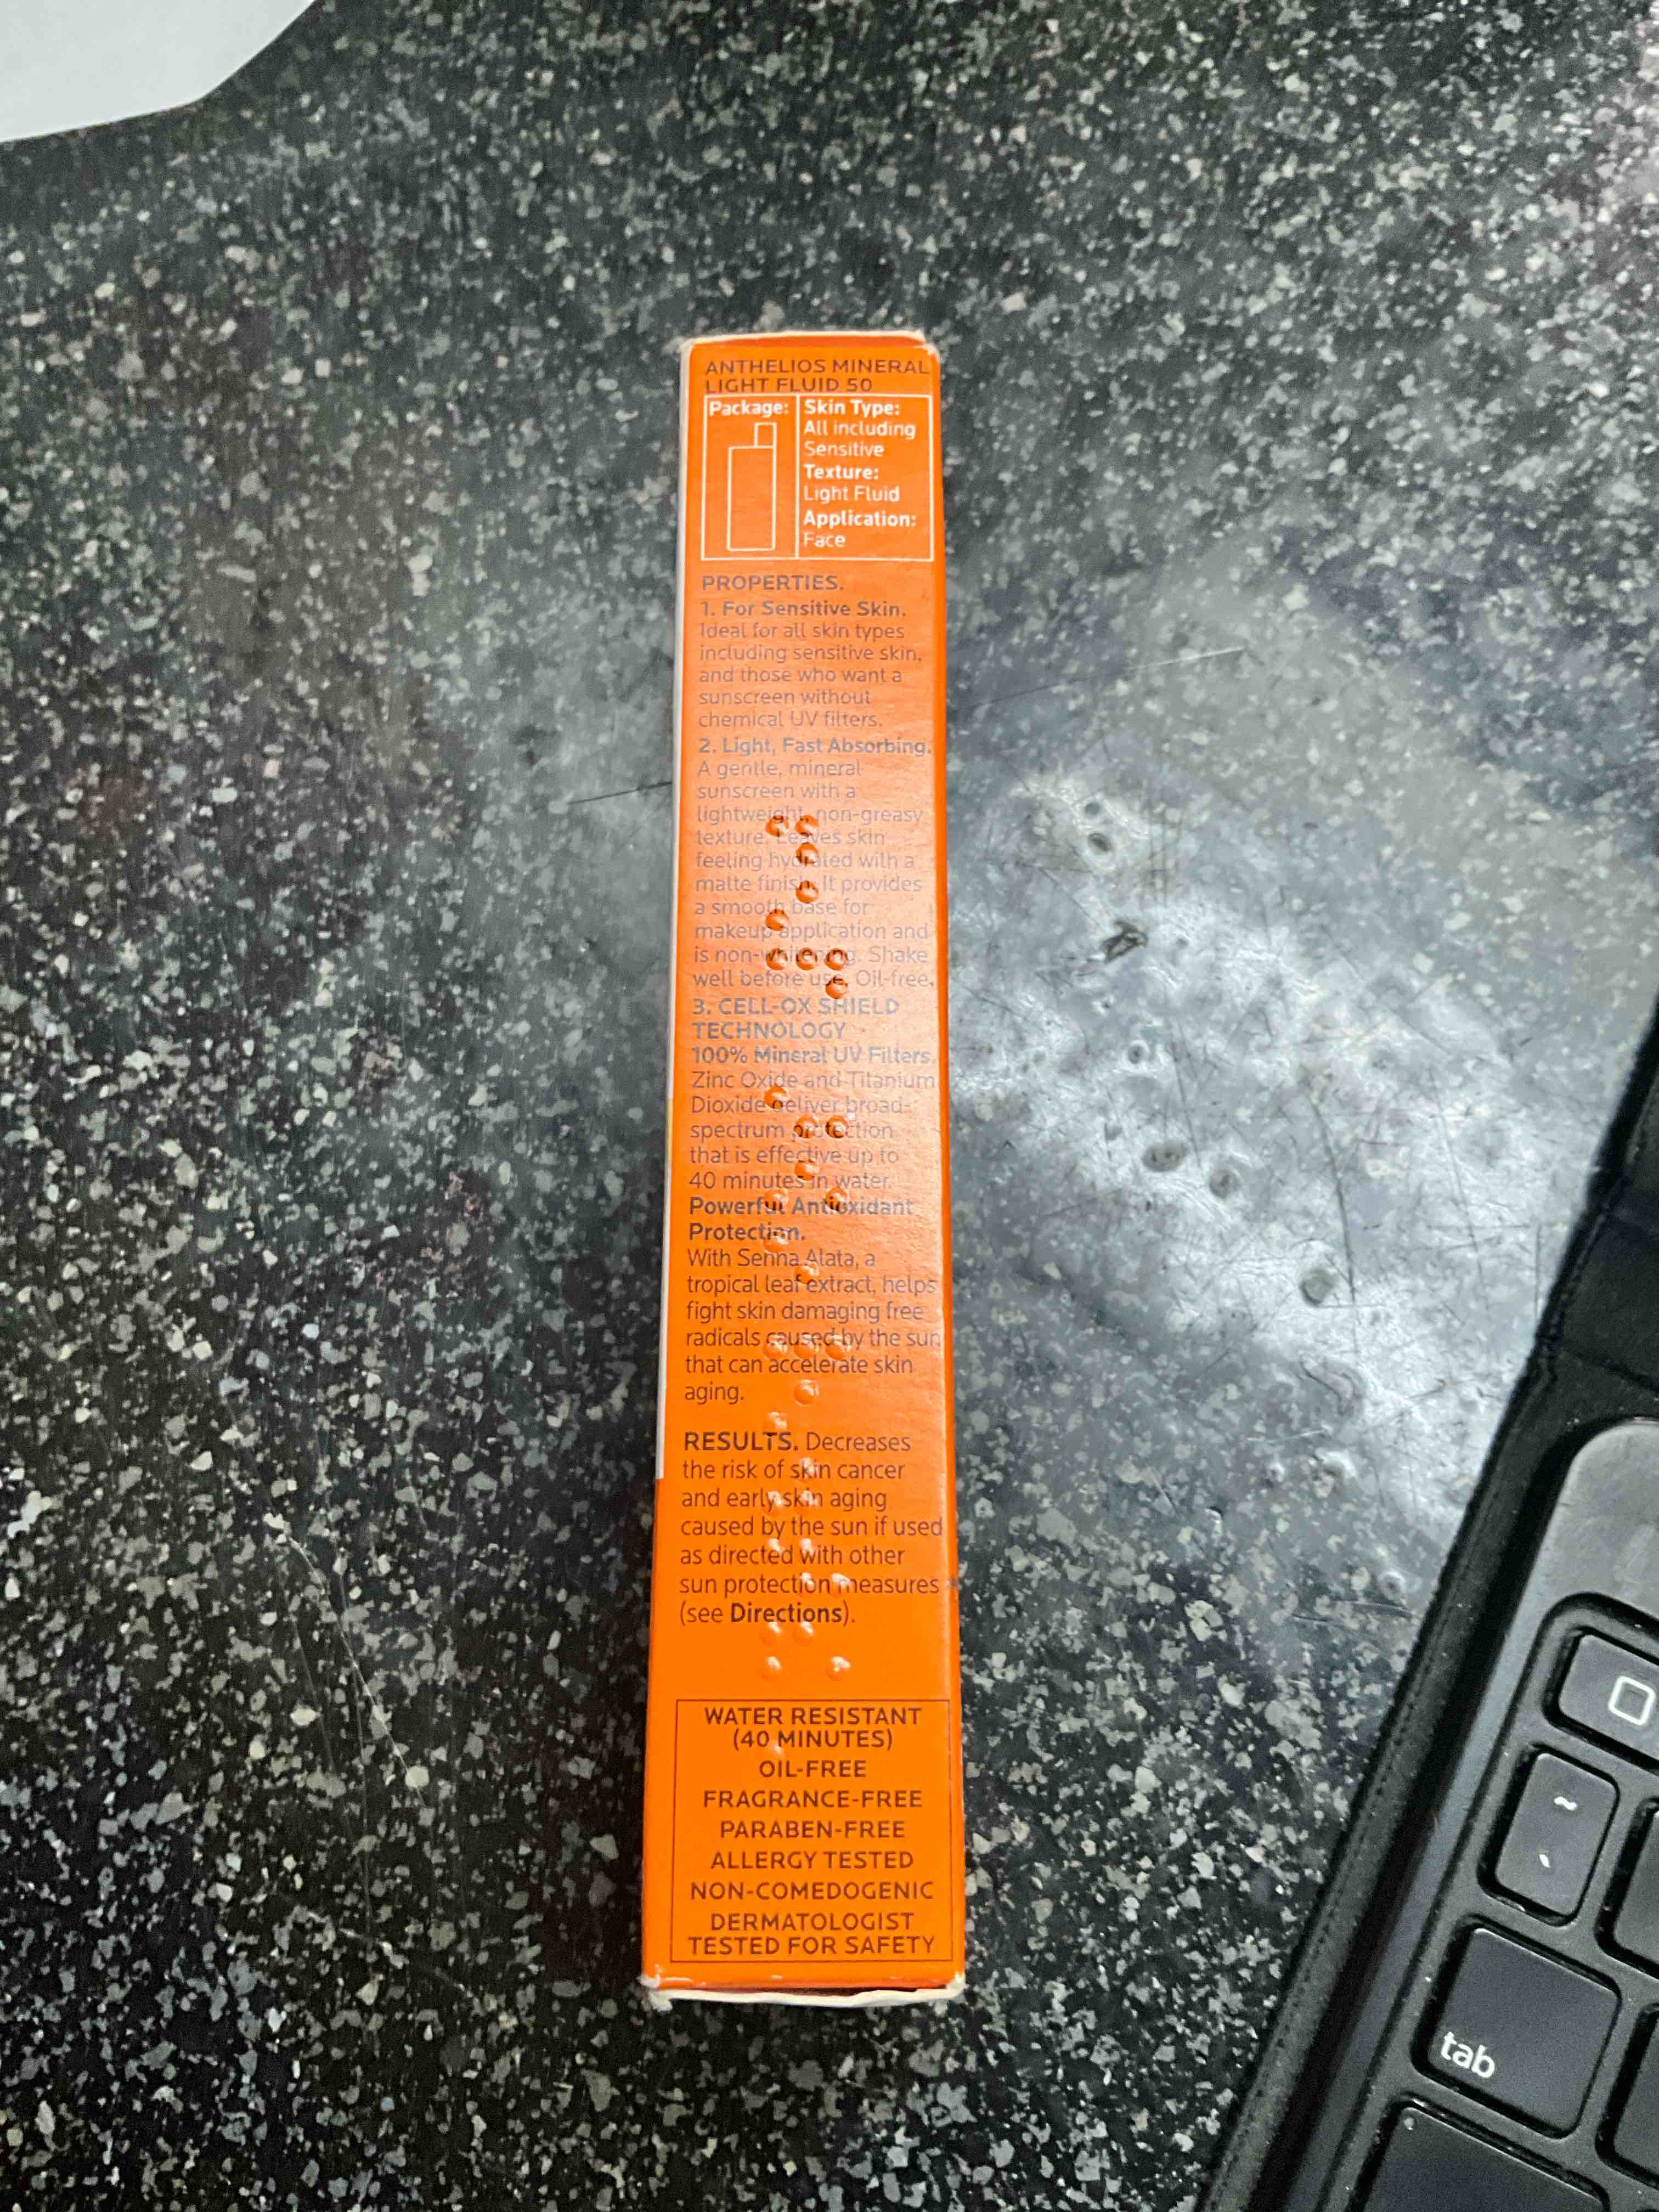 ANTHELIOS MINERAL
LIGHT FLUID 50
Package:
Skin Type:
All including
Sensitive
Texture:
Light Fluid
Application:
Face
PROPERTIES.
1. For Sensitive Skin.
Ideal for all skin types
including sensitive skin,
and those who want a
sunscreen without
chemical UV filters.
2. Light, Fast Absorbing.
A gentle, mineral
sunscreen with a
lightweight, non-greasy
texture. Leaves skin
feeling hydrated with a
matte finish. It provides
a smooth base for
makeup application and
is non-whitening. Shake
well before use. Oil-free.
3. CELL-OX SHIELD
TECHNOLOGY
100% Mineral UV Filters.
Zinc Oxide and Titanium
Dioxide deliver broad-
spectrum protection
that is effective up to
40 minutes in water.
Powerful Antioxidant
Protection.
With Senna Alata, a
tropical leaf extract, helps
fight skin damaging free
radicals caused by the sun
that can accelerate skin
aging.
RESULTS. Decreases
the risk of skin cancer
and early skin aging
caused by the sun if used
as directed with other
sun protection measures
(see Directions).
WATER RESISTANT
(40 MINUTES)
OIL-FREE
FRAGRANCE-FREE
PARABEN-FREE
ALLERGY TESTED
NON-COMEDOGENIC
DERMATOLOGIST
TESTED FOR SAFETY
~
`
tab